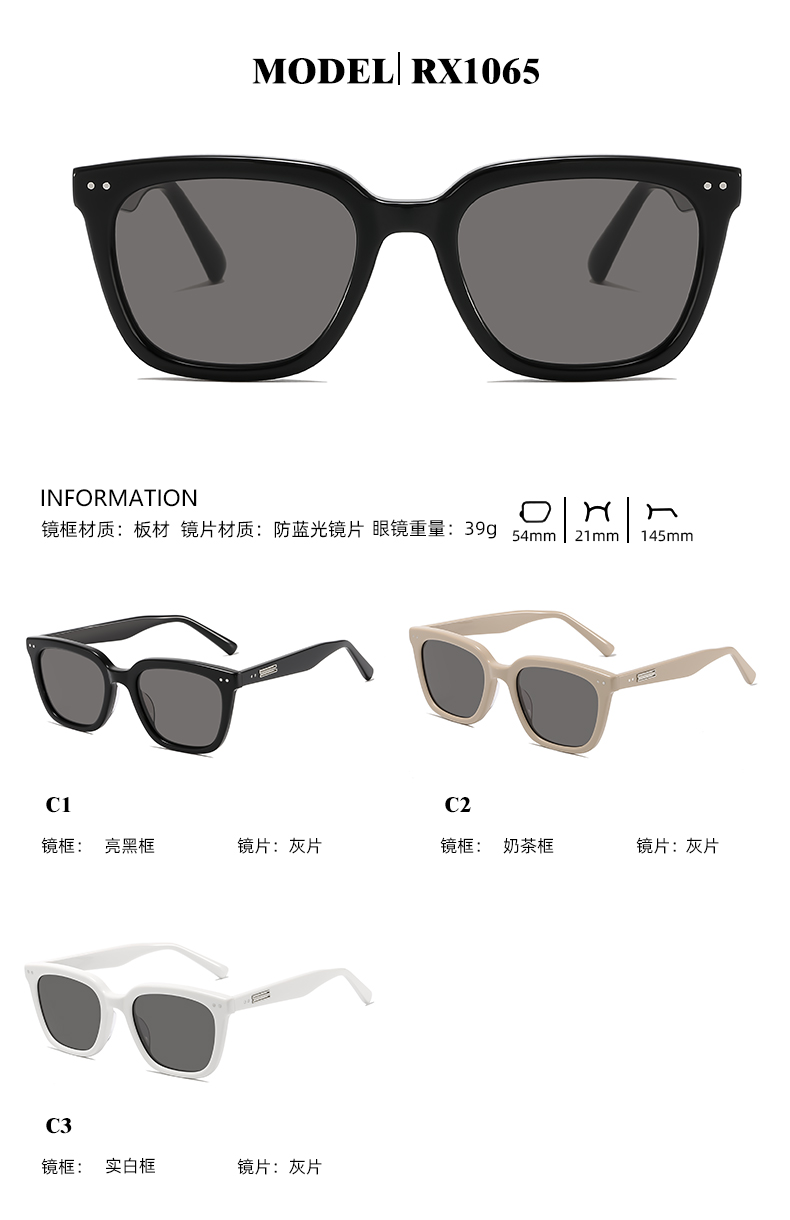 MODEL|RX1065
INFORMATION
镜框材质：板材 镜片材质：防蓝光镜片 眼镜重量：39g
54mm 21mm 145mm
C1
镜框： 亮黑框 镜片：灰片
C2
镜框： 奶茶框 镜片：灰片
C3
镜框： 实白框 镜片：灰片